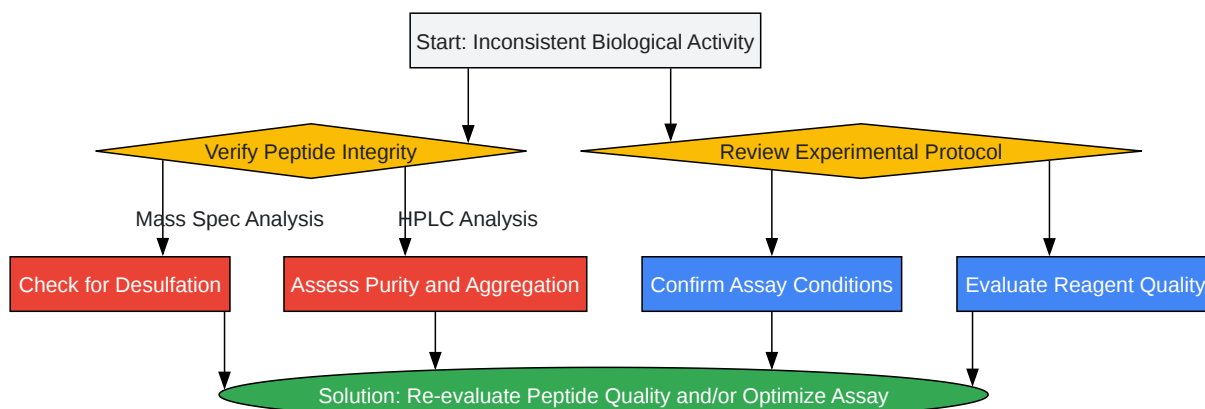 Start: Inconsistent Biological Activity
Verify Peptide Integrity
Review Experimental Protocol
Mass Spec Analysis
HPLC Analysis
Check for Desulfation
Assess Purity and Aggregation
Confirm Assay Conditions
Evaluate Reagent Quality
Solution: Re-evaluate Peptide Quality and/or Optimize Assay